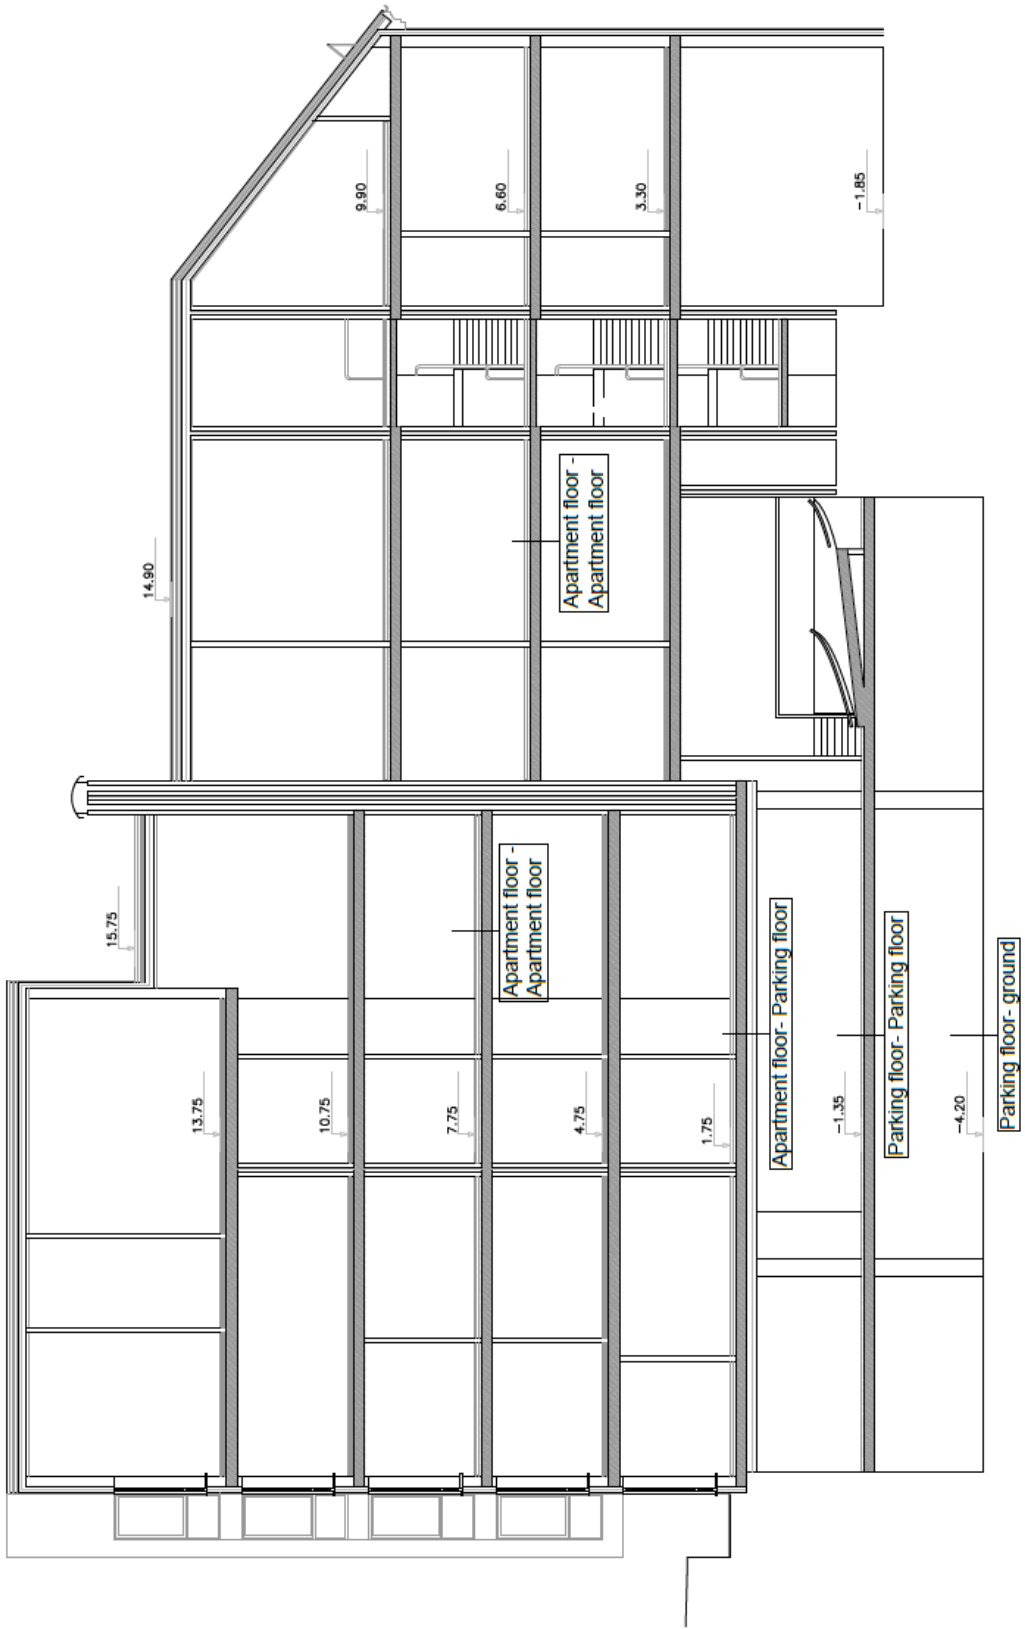 9.90
6.60
3.30
-1.85
14.90
Apartment floor -
Apartment floor
15.75
Apartment floor -
Apartment floor
13.75
10.75
7.75
4.75
1.75
Apartment floor- Parking floor
-1.35
Parking floor- Parking floor
-4.20
Parking floor- ground